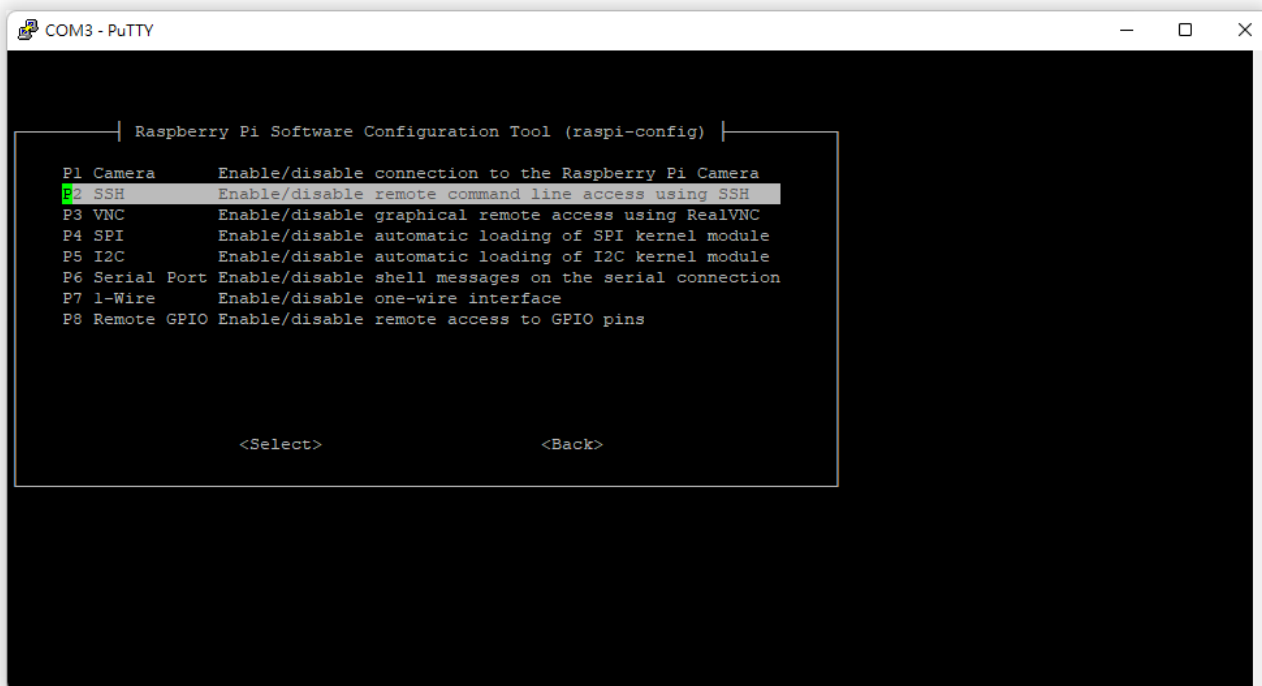 COM3 - PuTTY
Raspberry Pi Software Configuration Tool (raspi-config)
P1 Camera Enable/disable connection to the Raspberry Pi Camera
P2 SSH Enable/disable remote command line access using SSH
P3 VNC Enable/disable graphical remote access using RealVNC
P4 SPI Enable/disable automatic loading of SPI kernel module
P5 I2C Enable/disable automatic loading of I2C kernel module
P6 Serial Port Enable/disable shell messages on the serial connection
P7 1-Wire Enable/disable one-wire interface
P8 Remote GPIO Enable/disable remote access to GPIO pins
<Select> <Back>